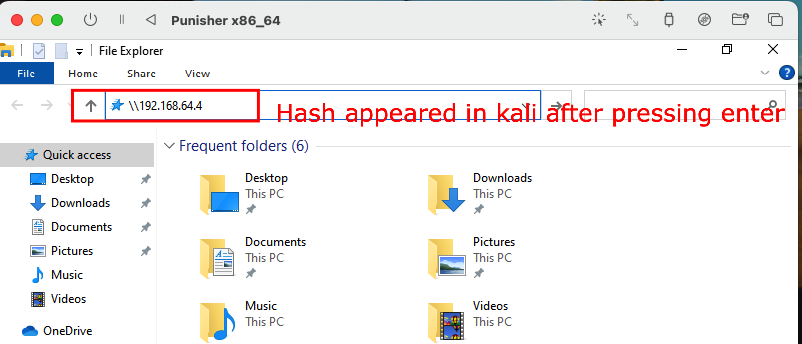 Punisher x86_64
File Explorer
File Home Share View
\\192.168.64.4
Hash appeared in kali after pressing enter
Quick access
Desktop
Downloads
Documents
Pictures
Music
Videos
OneDrive
Frequent folders (6)
Desktop
This PC
Downloads
This PC
Documents
This PC
Pictures
This PC
Music
This PC
Videos
This PC